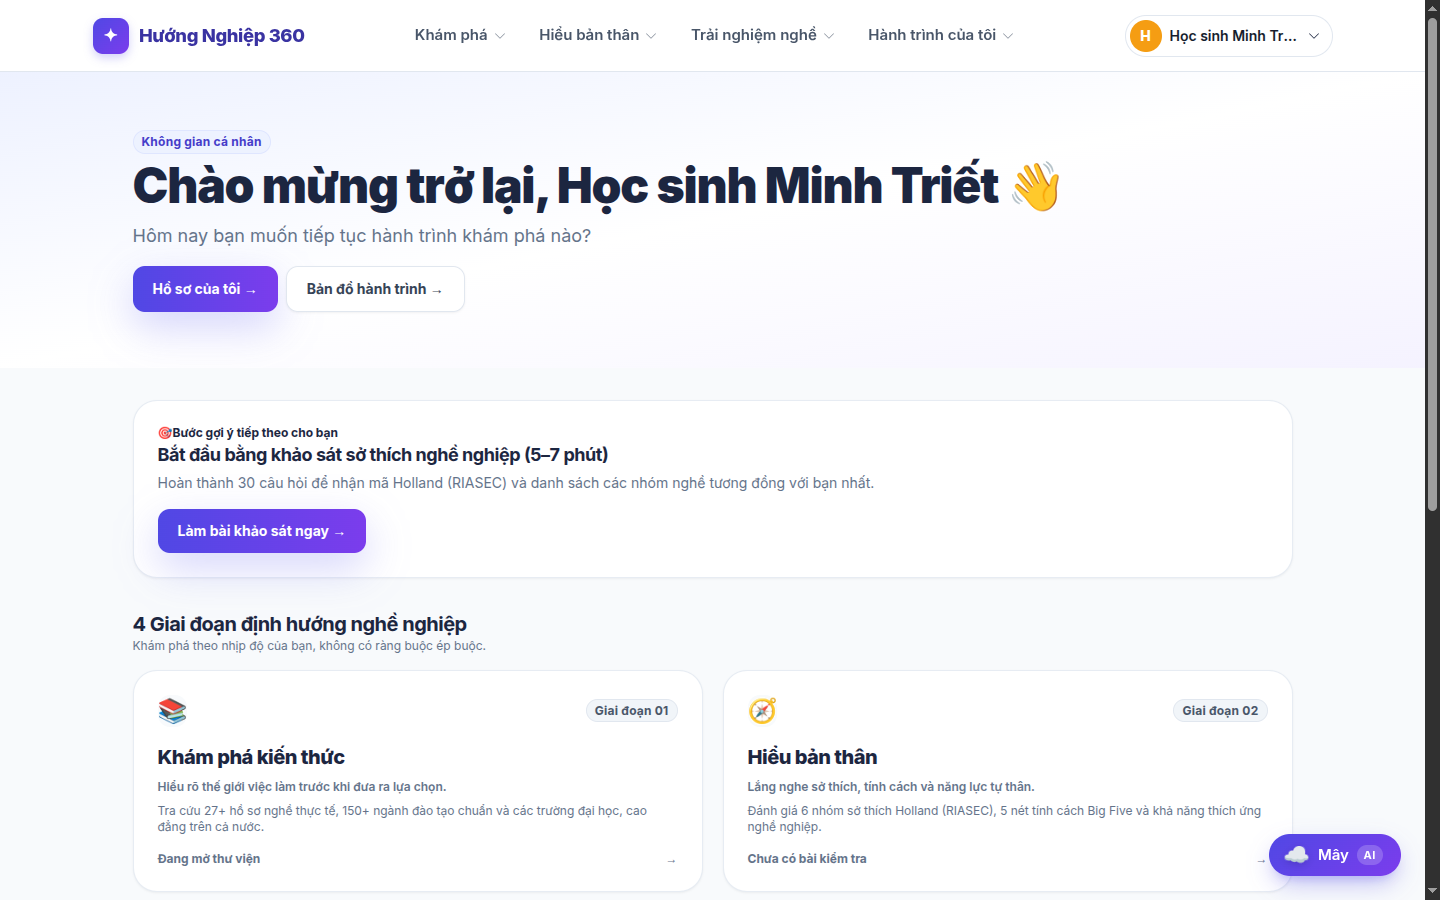 Hướng Nghiệp 360
Khám phá
Hiểu bản thân
Trải nghiệm nghề
Hành trình của tôi
H
Học sinh Minh Tr...
Không gian cá nhân
Chào mừng trở lại, Học sinh Minh Triết 👋
Hôm nay bạn muốn tiếp tục hành trình khám phá nào?
Hồ sơ của tôi →
Bản đồ hành trình →
🎯Bước gợi ý tiếp theo cho bạn
Bắt đầu bằng khảo sát sở thích nghề nghiệp (5–7 phút)
Hoàn thành 30 câu hỏi để nhận mã Holland (RIASEC) và danh sách các nhóm nghề tương đồng với bạn nhất.
Làm bài khảo sát ngay →
4 Giai đoạn định hướng nghề nghiệp
Khám phá theo nhịp độ của bạn, không có ràng buộc ép buộc.
Giai đoạn 01
Khám phá kiến thức
Hiểu rõ thế giới việc làm trước khi đưa ra lựa chọn.
Tra cứu 27+ hồ sơ nghề thực tế, 150+ ngành đào tạo chuẩn và các trường đại học, cao
đẳng trên cả nước.
Đang mở thư viện →
Giai đoạn 02
Hiểu bản thân
Lắng nghe sở thích, tính cách và năng lực tự thân.
Đánh giá 6 nhóm sở thích Holland (RIASEC), 5 nét tính cách Big Five và khả năng thích ứng
nghề nghiệp.
Chưa có bài kiểm tra →
Mây AI